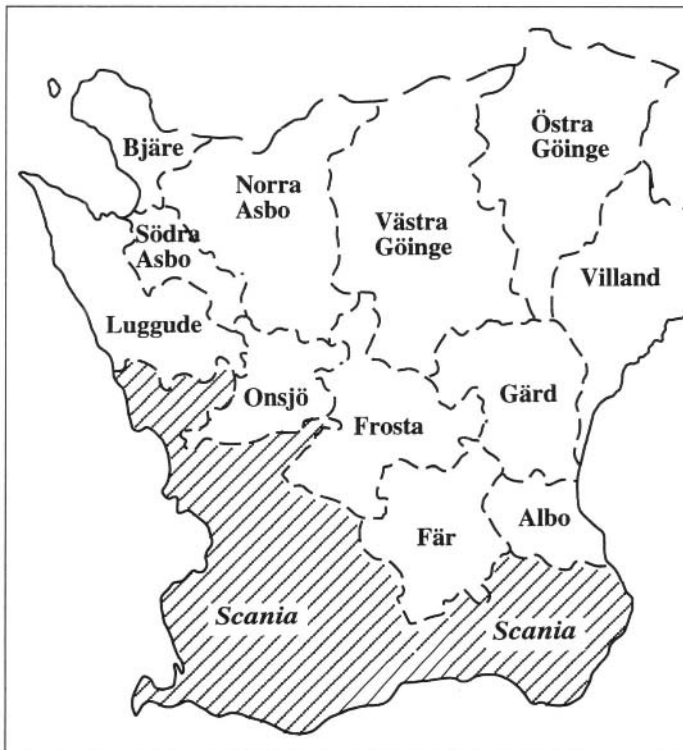 Östra
Göinge
Bjäre
Norra
Asbo
Västra
Göinge
Södra
Asbo
Villand
Luggude
Onsjö
Gärd
Frosta
Albo
Fär
Scania
Scania